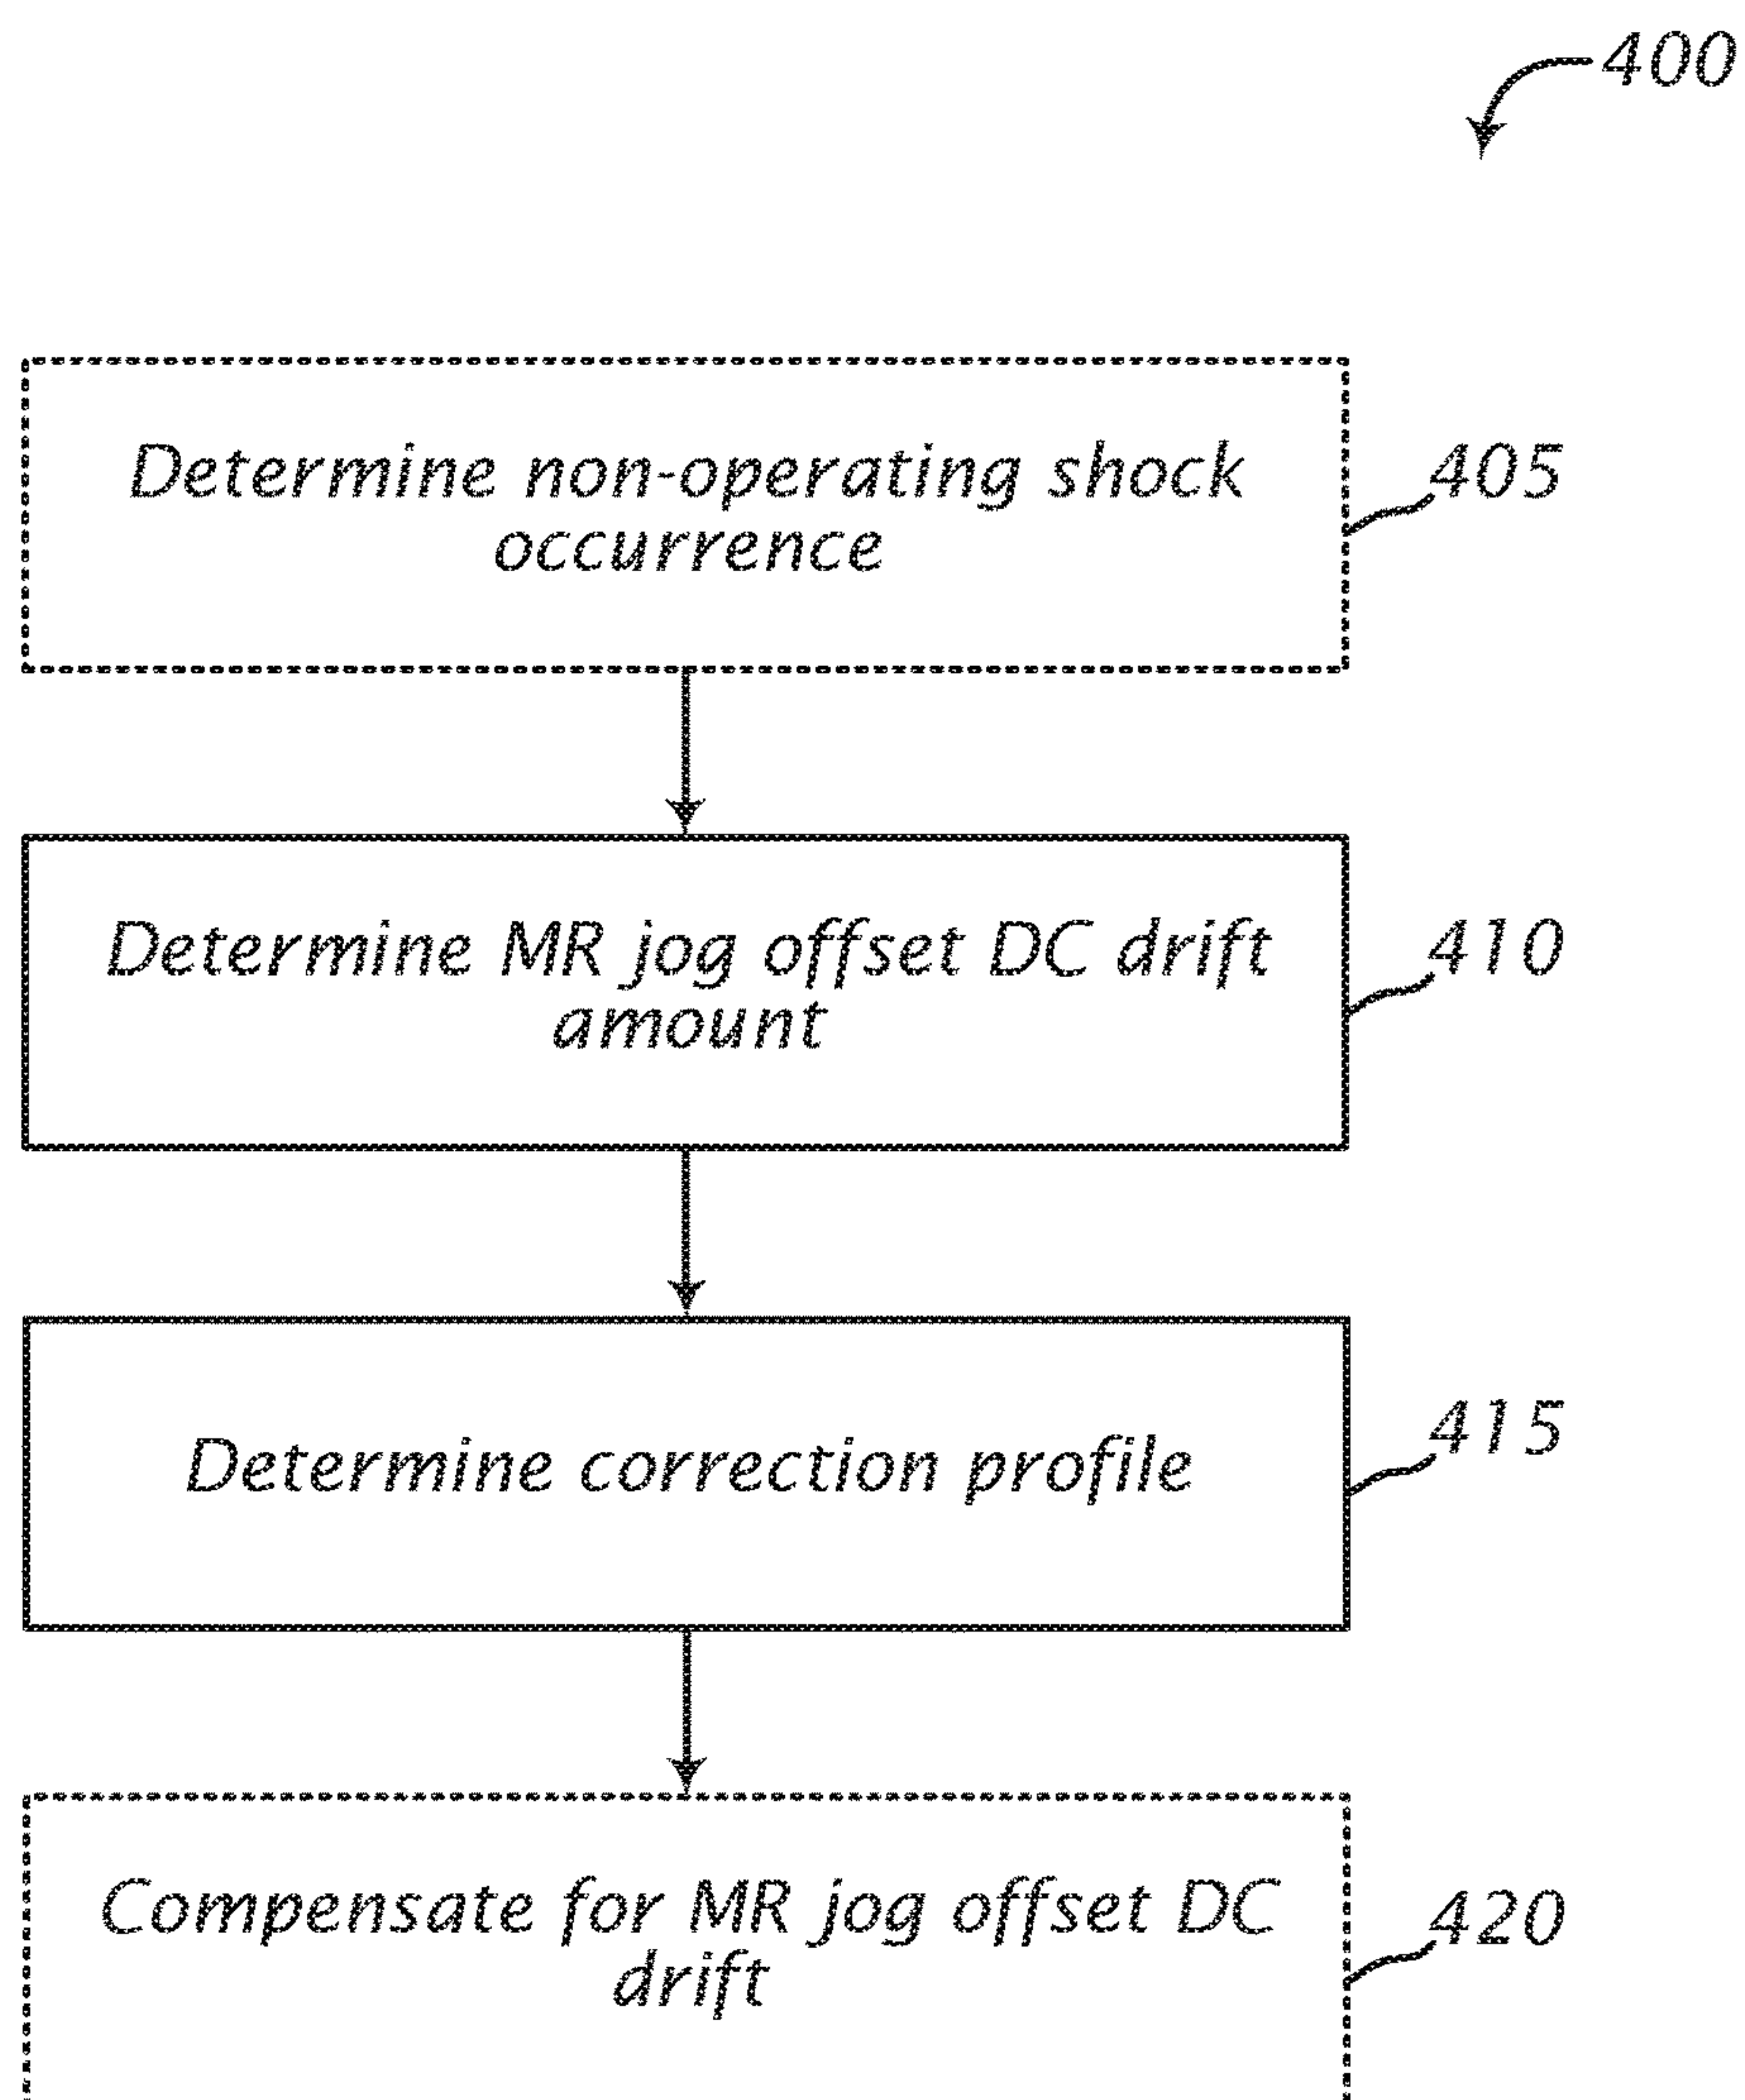 400
Determine non-operating shock
occurrence
405
Determine MR jog offset DC drift
amount
410
Determine correction profile
415
Compensate for MR jog offset DC
drift
420